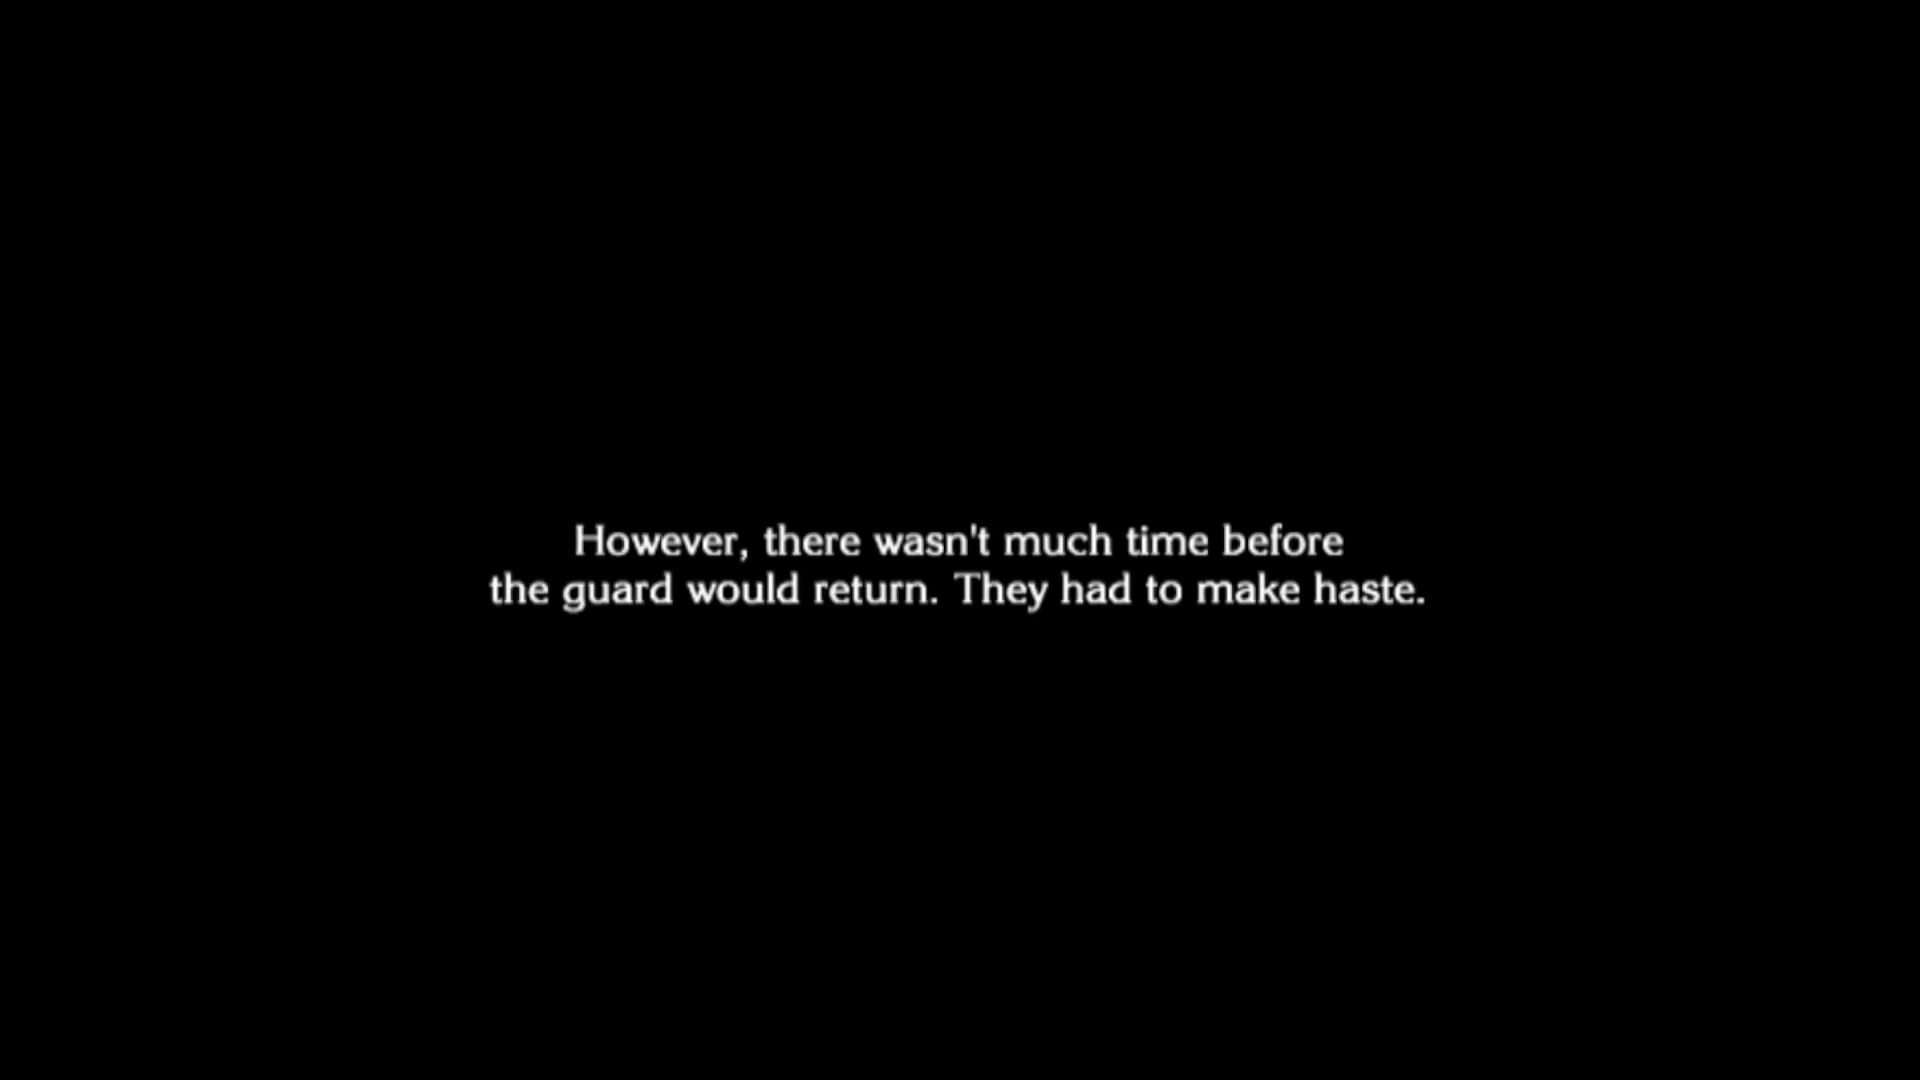 However, there wasn't much time before
the guard would return. They had to make haste.